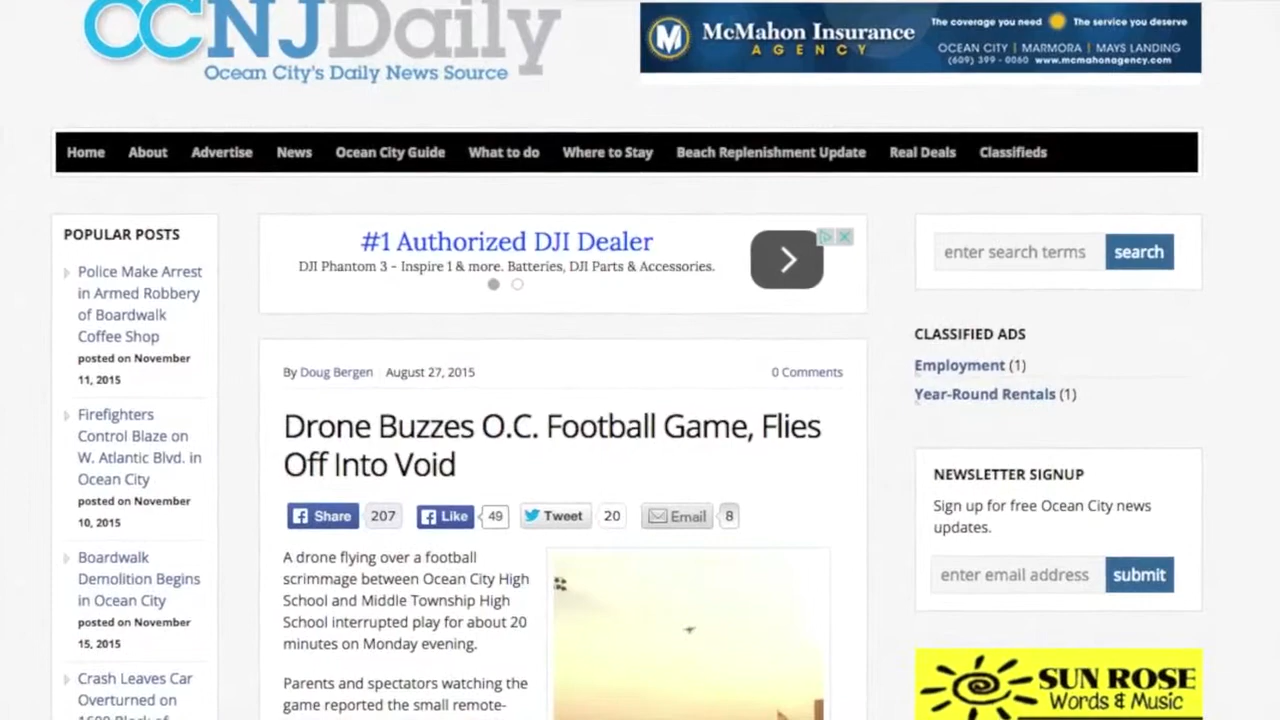 OCNJDaily
Ocean City's Daily News Source
McMahon Insurance
AGENCY
The coverage you need The service you deserve
OCEAN CITY | MARMORA | MAYS LANDING
(609) 399 - 0060 www.mcmahonagency.com
Home About Advertise News Ocean City Guide What to do Where to Stay Beach Replenishment Update Real Deals Classifieds
POPULAR POSTS
Police Make Arrest
in Armed Robbery
of Boardwalk
Coffee Shop
posted on November
11, 2015
Firefighters
Control Blaze on
W. Atlantic Blvd. in
Ocean City
posted on November
10, 2015
Boardwalk
Demolition Begins
in Ocean City
posted on November
15, 2015
Crash Leaves Car
Overturned on
1600 Block of
#1 Authorized DJI Dealer
DJI Phantom 3 - Inspire 1 & more. Batteries, DJI Parts & Accessories.
By Doug Bergen August 27, 2015 0 Comments
Drone Buzzes O.C. Football Game, Flies
Off Into Void
Share 207 Like 49 Tweet 20 Email 8
A drone flying over a football
scrimmage between Ocean City High
School and Middle Township High
School interrupted play for about 20
minutes on Monday evening.
Parents and spectators watching the
game reported the small remote-
enter search terms search
CLASSIFIED ADS
Employment (1)
Year-Round Rentals (1)
NEWSLETTER SIGNUP
Sign up for free Ocean City news
updates.
enter email address submit
SUN ROSE
Words & Music